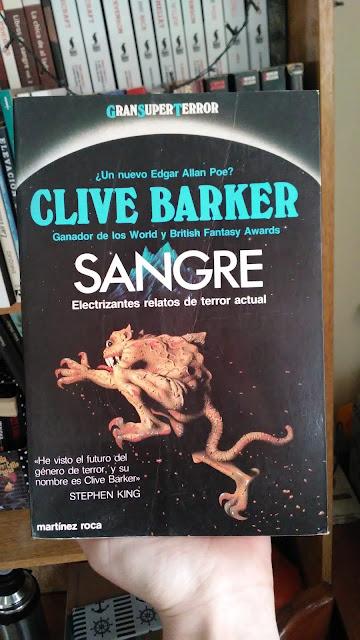 GRANSUPERTERROR
¿Un nuevo Edgar Allan Poe?
CLIVE BARKER
Ganador de los World y British Fantasy Awards
SANGRE
Electrizantes relatos de terror actual
«He visto el futuro del
género de terror, y su
nombre es Clive Barker»
STEPHEN KING
martínez roca